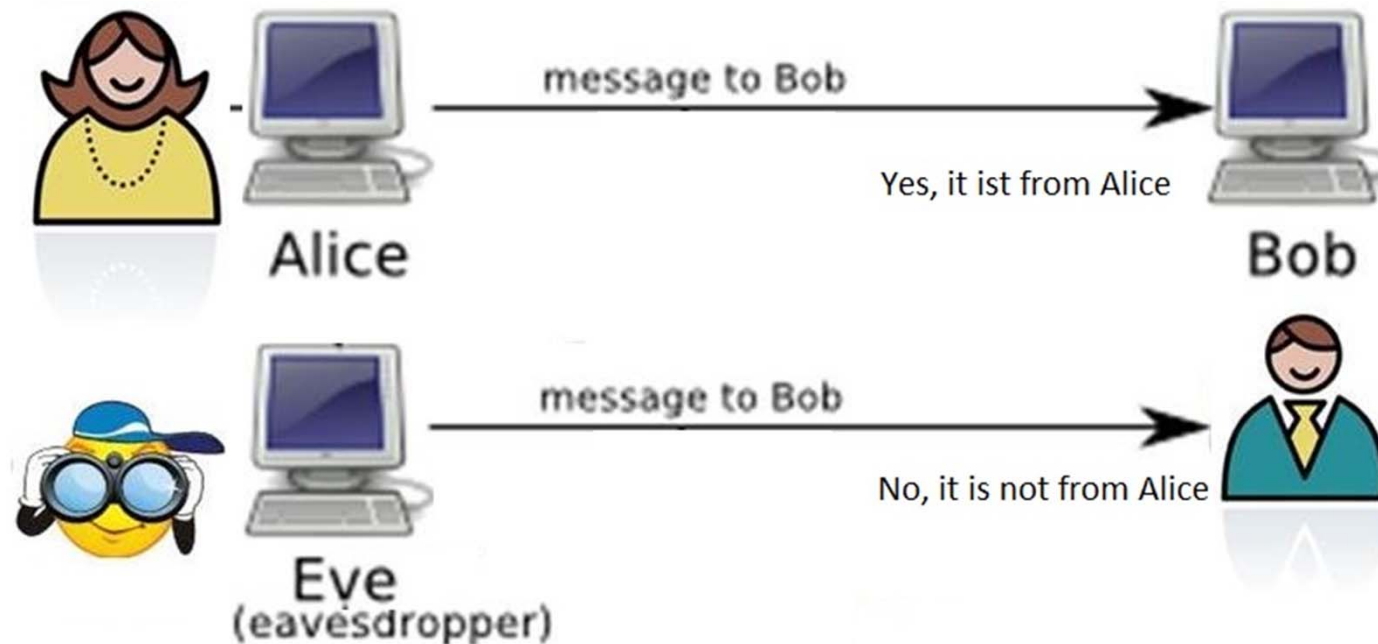 message to Bob
Yes, it ist from Alice
Alice
Bob
message to Bob
No, it is not from Alice
Eve
(eavesdropper)